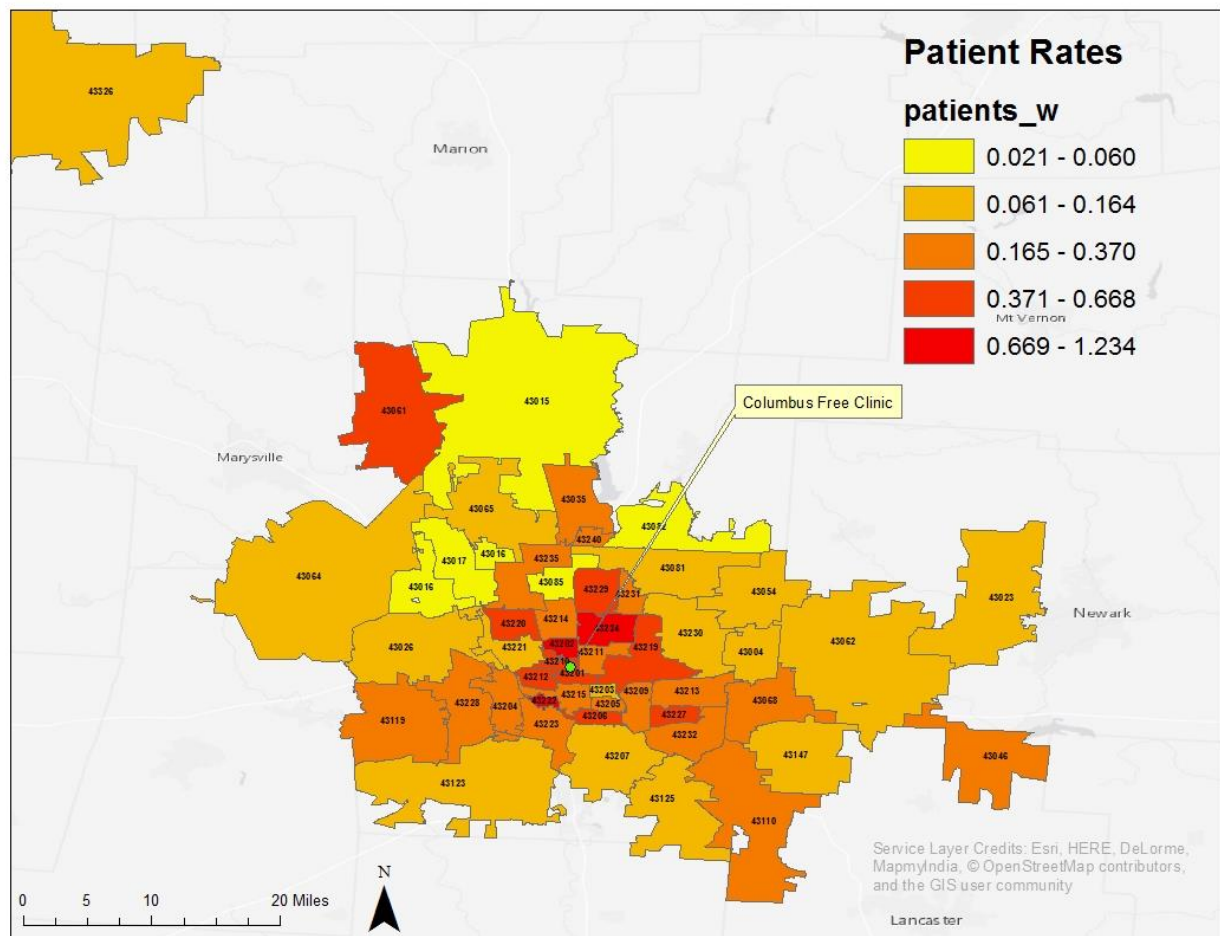 Patient Rates
patients_w
0.021 - 0.060
0.061 - 0.164
0.165 - 0.370
0.371 - 0.668
0.669 - 1.234
43326
Marion
Mt Vernon
43015
43061
Columbus Free Clinic
Marysville
43035
43065
43082
43240
43235
43016
43017
43081
43064
43016
43085
43229
43231
43054
43023
Newark
43220
43214
43224
43230
43062
43026
43221
43202
43211
43219
43004
43210
43201
43212
43215
43203
43209
43213
43068
43119
43228
43204
43222
43205
43206
43227
43223
43232
43046
43207
43147
43123
43125
43110
Service Layer Credits: Esri, HERE, DeLorme,
MapmyIndia, © OpenStreetMap contributors,
and the GIS user community
N
0 5 10 20 Miles
Lancaster